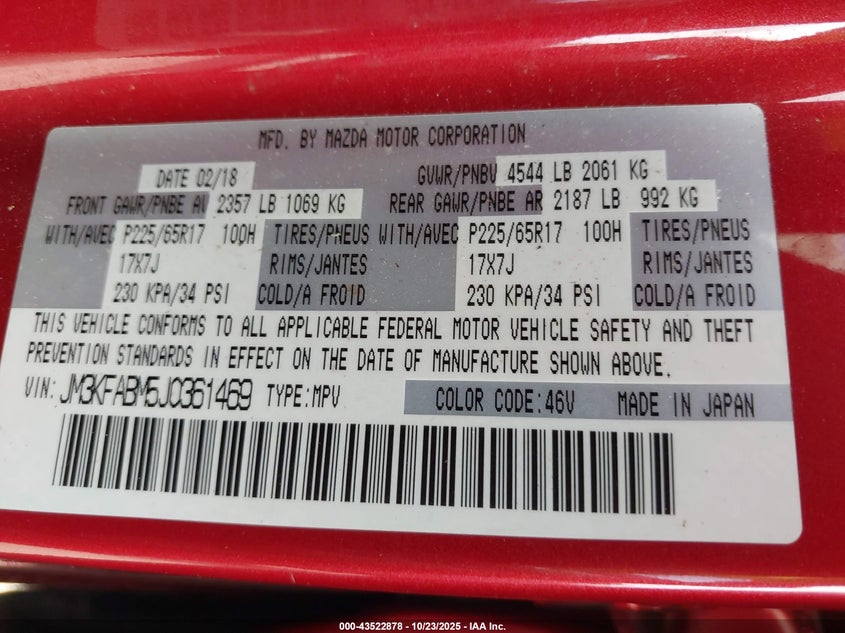 MFD. BY MAZDA MOTOR CORPORATION
DATE 02/18 GVWR/PNBV 4544 LB 2061 KG
FRONT GAWR/PNBE AV 2357 LB 1069 KG REAR GAWR/PNBE AR 2187 LB 992 KG
WITH/AVEC P225/65R17 100H TIRES/PNEUS WITH/AVEC P225/65R17 100H TIRES/PNEUS
17X7J RIMS/JANTES 17X7J RIMS/JANTES
230 KPA/34 PSI COLD/A FROID 230 KPA/34 PSI COLD/A FROID
THIS VEHICLE CONFORMS TO ALL APPLICABLE FEDERAL MOTOR VEHICLE SAFETY AND THEFT
PREVENTION STANDARDS IN EFFECT ON THE DATE OF MANUFACTURE SHOWN ABOVE.
VIN: JM3KFABM5J0361469 TYPE:MPV COLOR CODE:46V MADE IN JAPAN
000-43522878 - 10/23/2025 - IAA Inc.